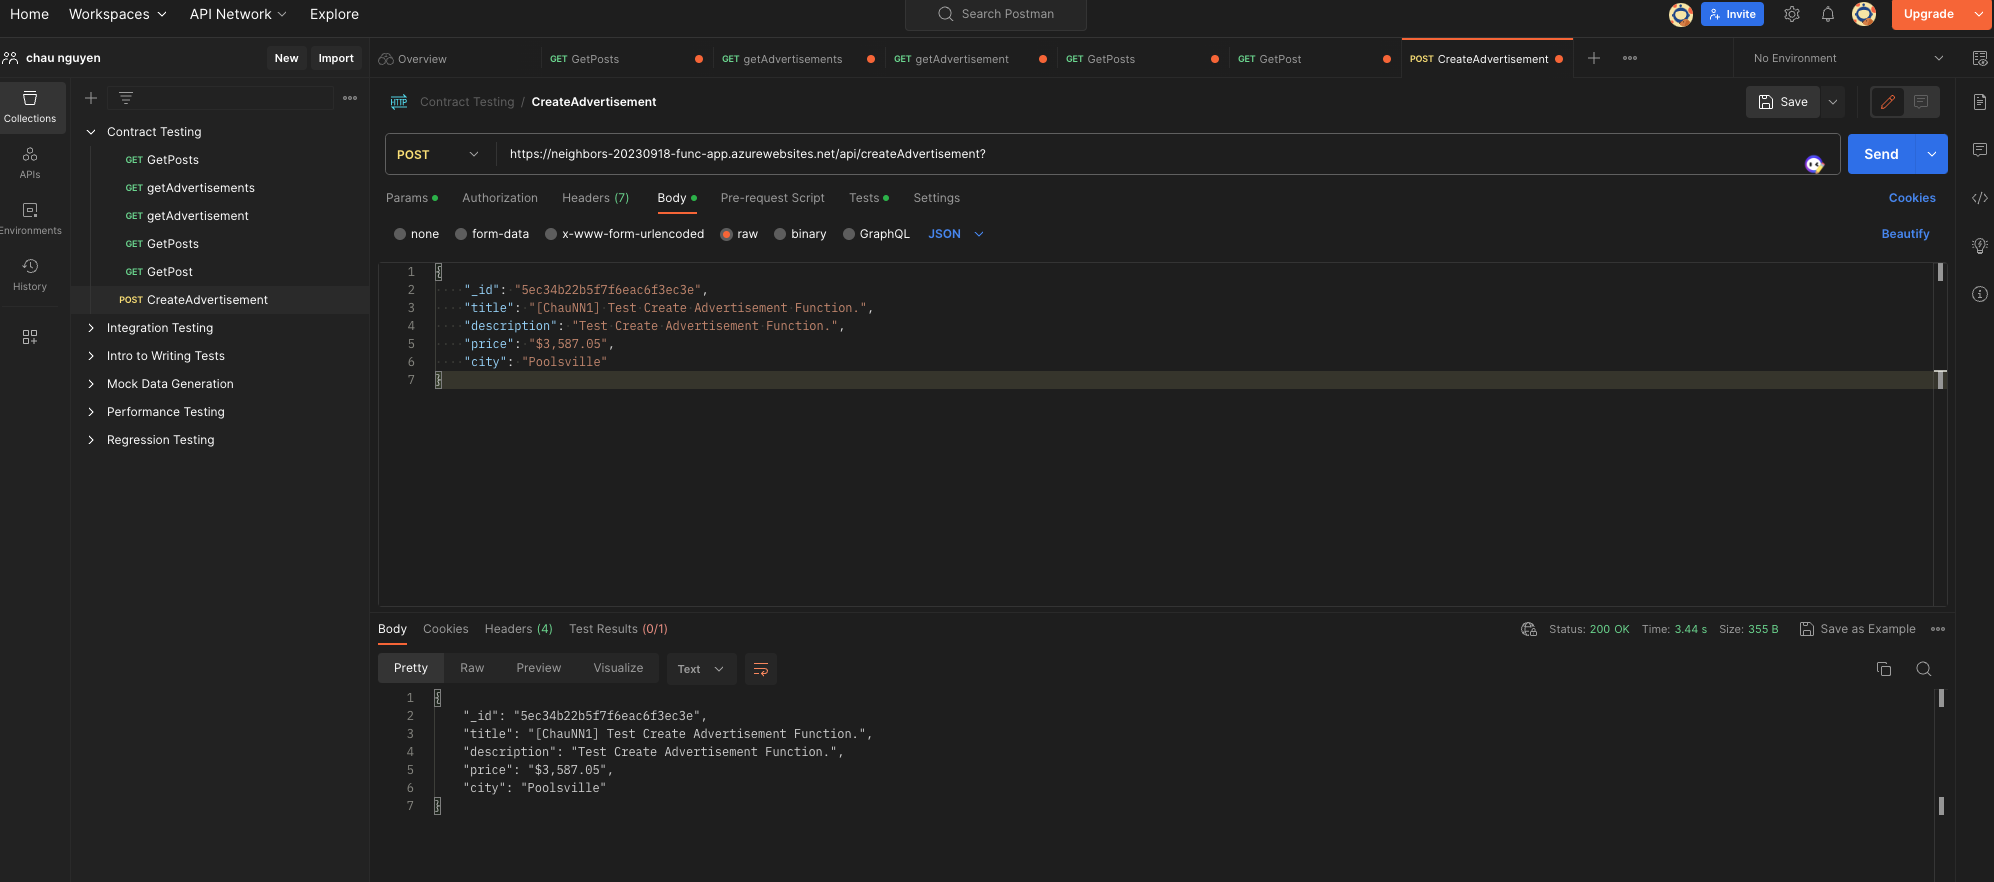 Home Workspaces API Network Explore Search Postman Invite Upgrade
chau nguyen New Import
Overview GET GetPosts GET getAdvertisements GET getAdvertisement GET GetPosts GET GetPost POST CreateAdvertisement No Environment
Collections
APIs
Environments
History
Contract Testing
GET GetPosts
GET getAdvertisements
GET getAdvertisement
GET GetPosts
GET GetPost
POST CreateAdvertisement
Integration Testing
Intro to Writing Tests
Mock Data Generation
Performance Testing
Regression Testing
HTTP Contract Testing / CreateAdvertisement Save
POST https://neighbors-20230918-func-app.azurewebsites.net/api/createAdvertisement? Send
Params Authorization Headers (7) Body Pre-request Script Tests Settings Cookies
none form-data x-www-form-urlencoded raw binary GraphQL JSON Beautify
1 {
2 "_id": "5ec34b22b5f7f6eac6f3ec3e",
3 "title": "[ChauNN1] Test Create Advertisement Function.",
4 "description": "Test Create Advertisement Function.",
5 "price": "$3,587.05",
6 "city": "Poolsville"
7 }
Body Cookies Headers (4) Test Results (0/1) Status: 200 OK Time: 3.44 s Size: 355 B Save as Example
Pretty Raw Preview Visualize Text
1 {
2 "_id": "5ec34b22b5f7f6eac6f3ec3e",
3 "title": "[ChauNN1] Test Create Advertisement Function.",
4 "description": "Test Create Advertisement Function.",
5 "price": "$3,587.05",
6 "city": "Poolsville"
7 }